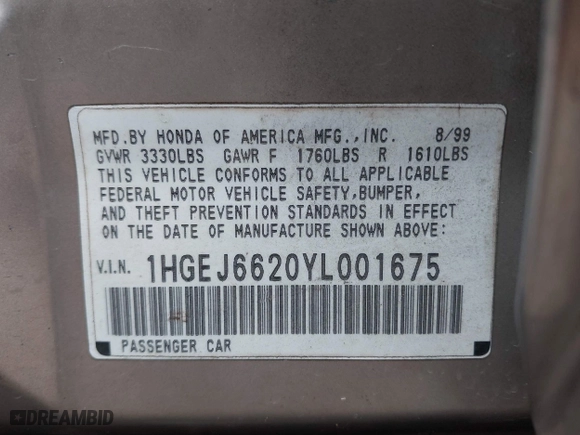 MFD.BY HONDA OF AMERICA MFG.,INC. 8/99
GVWR 3330LBS GAWR F 1760LBS R 1610LBS
THIS VEHICLE CONFORMS TO ALL APPLICABLE
FEDERAL MOTOR VEHICLE SAFETY,BUMPER,
AND THEFT PREVENTION STANDARDS IN EFFECT
ON THE DATE OF MANUFACTURE SHOWN ABOVE:
V.I.N. 1HGEJ6620YL001675
PASSENGER CAR
DREAMBID